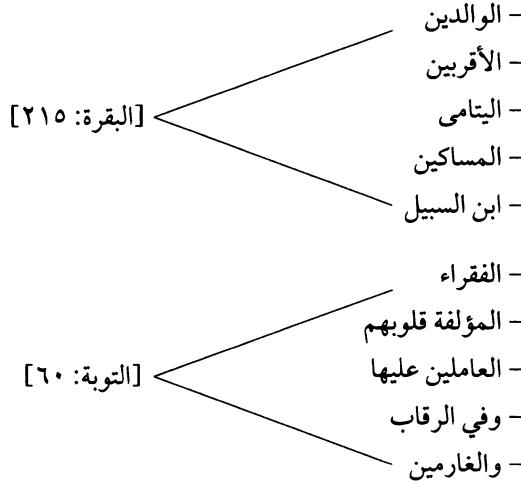 – الوالدين
– الأقربين
– اليتامى
[البقرة: ٢١٥]
– المساكين
– ابن السبيل
– الفقراء
– المؤلفة قلوبهم
– العاملين عليها
[التوبة: ٦٠]
– وفي الرقاب
– والغارمين